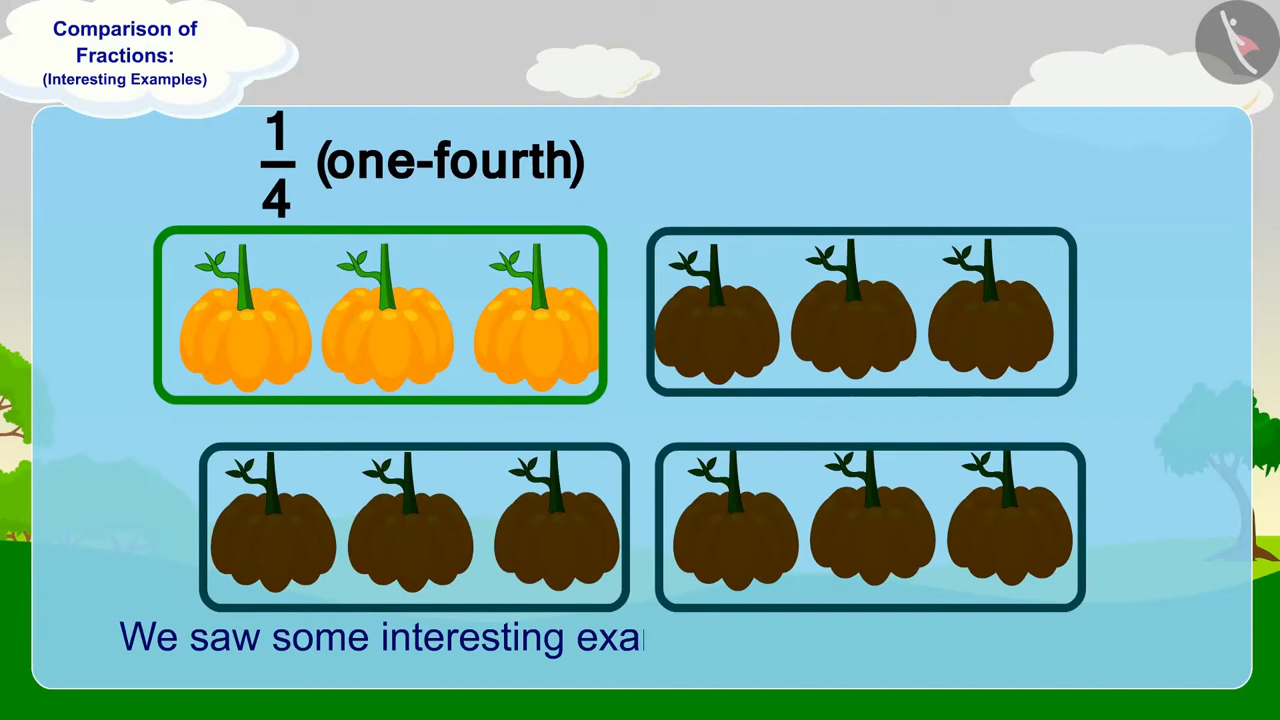 Comparison of
Fractions:
(Interesting Examples)
1
4
(one-fourth)
We saw some interesting exa